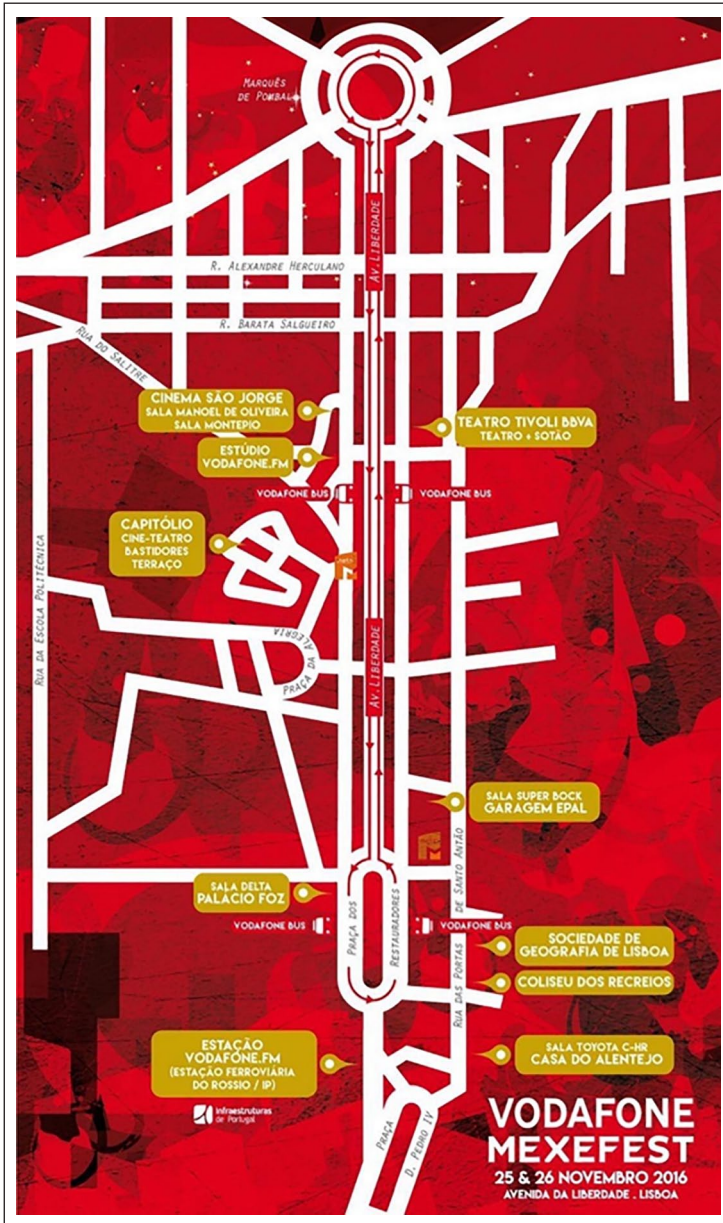 MARQUÊS
DE POMBAL
AV. LIBERDADE
R. ALEXANDRE HERCULANO
R. BARATA SALGUEIRO
RUA DO SALITRE
CINEMA SÃO JORGE
SALA MANOEL DE OLIVEIRA
SALA MONTEPIO
TEATRO TIVOLI BBVA
TEATRO + SOTÃO
ESTÚDIO
VODAFONE.FM
VODAFONE BUS
VODAFONE BUS
CAPITÓLIO
CINE-TEATRO
BASTIDORES
TERRAÇO
RUA DA ESCOLA POLITÉCNICA
PRAÇA DA ALEGRIA
AV. LIBERDADE
SALA SUPER BOCK
GARAGEM EPAL
SALA DELTA
PALÁCIO FOZ
PRAÇA DOS
RESTAURADORES
RUA DAS PORTAS DE SANTO ANTÃO
VODAFONE BUS
VODAFONE BUS
SOCIEDADE DE
GEOGRAFIA DE LISBOA
COLISEU DOS RECREIOS
ESTAÇÃO
VODAFONE.FM
(ESTAÇÃO FERROVIÁRIA
DO ROSSIO / IP)
SALA TOYOTA C-HR
CASA DO ALENTEJO
infraestruturas
de Portugal
PRAÇA
D. PEDRO IV
VODAFONE
MEXEFEST
25 & 26 NOVEMBRO 2016
AVENIDA DA LIBERDADE . LISBOA